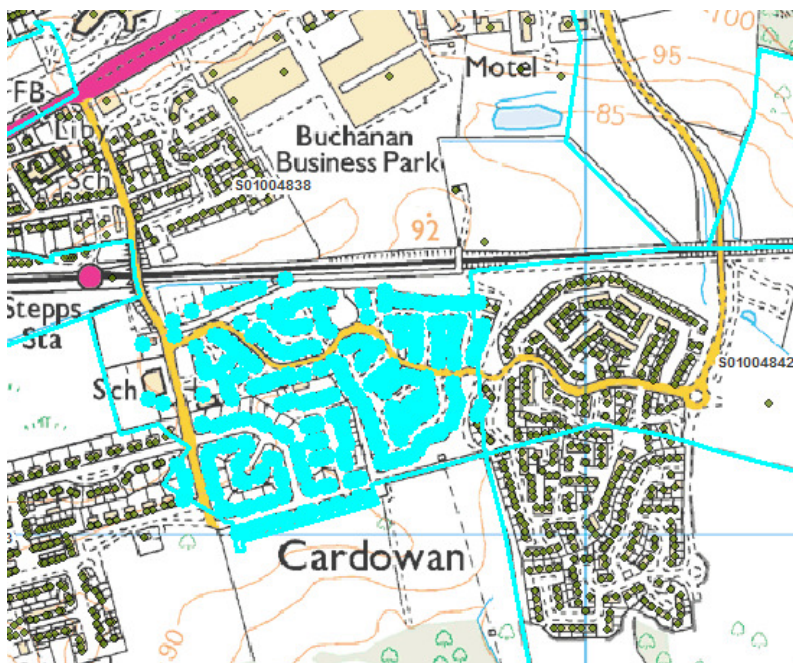 100
95
85
Motel
FB
Liby
Sch
Buchanan
Business Park
S01004838
92
Stepps
Sta
S01004842
Sch
Cardowan
90